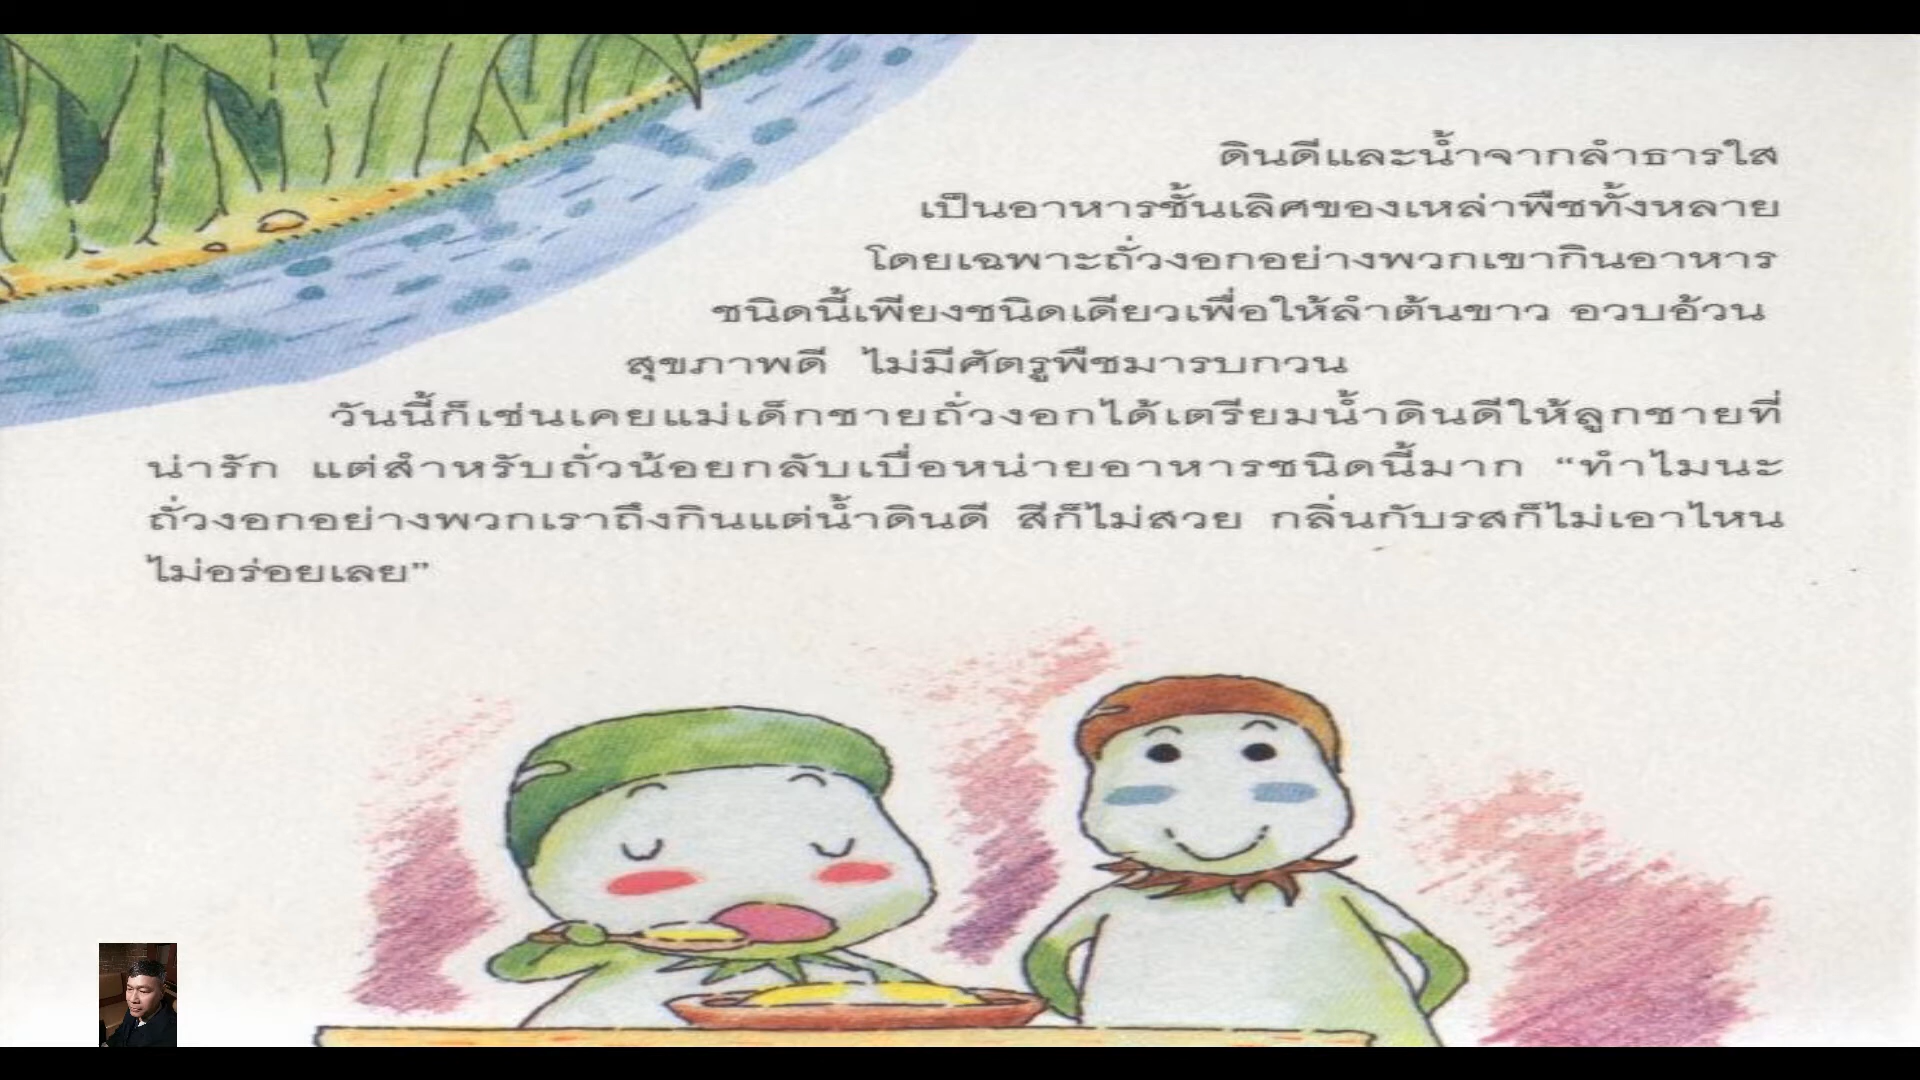 ดินดีและน้ำจากลำธารใส
เป็นอาหารชั้นเลิศของเหล่าพืชทั้งหลาย
โดยเฉพาะถั่วงอกอย่างพวกเขากินอาหาร
ชนิดนี้เพียงชนิดเดียวเพื่อให้ลำต้นขาว อวบอ้วน
สุขภาพดี ไม่มีศัตรูพืชมารบกวน
วันนี้ก็เช่นเคยแม่เด็กชายถั่วงอกได้เตรียมน้ำดินดีให้ลูกชายที่
น่ารัก แต่สำหรับถั่วน้อยกลับเบื่อหน่ายอาหารชนิดนี้มาก “ทำไมนะ
ถั่วงอกอย่างพวกเราถึงกินแต่น้ำดินดี สีก็ไม่สวย กลิ่นกับรสก็ไม่เอาไหน
ไม่อร่อยเลย”